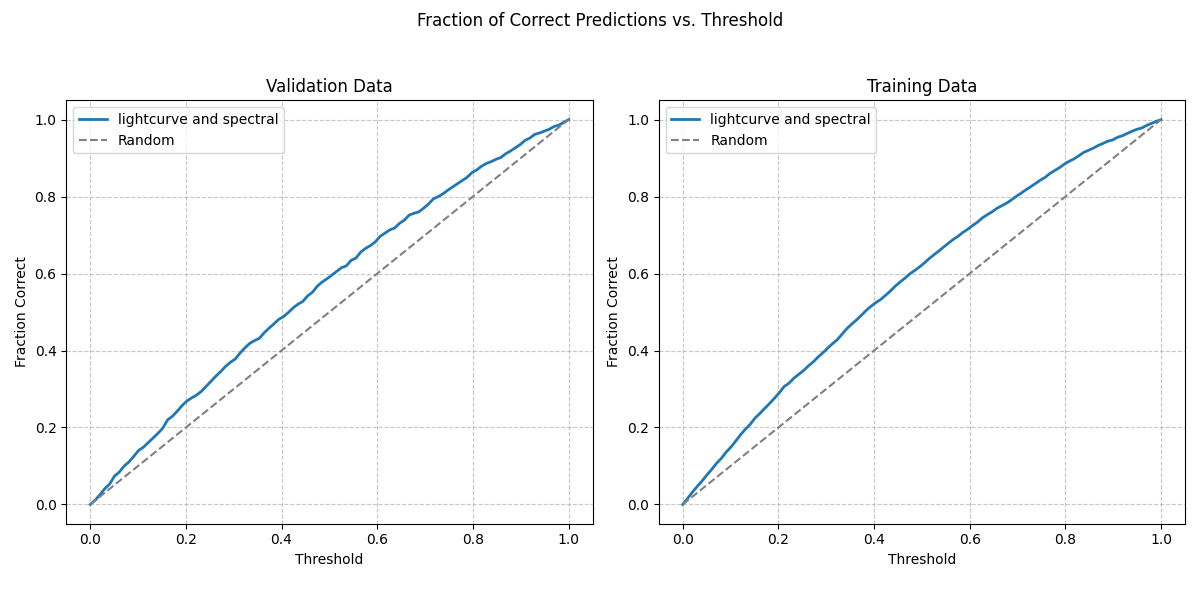 Fraction of Correct Predictions vs. Threshold
Validation Data
lightcurve and spectral
Random
1.0
0.8
0.6
0.4
0.2
0.0
Fraction Correct
0.0 0.2 0.4 0.6 0.8 1.0
Threshold
Training Data
lightcurve and spectral
Random
1.0
0.8
0.6
0.4
0.2
0.0
Fraction Correct
0.0 0.2 0.4 0.6 0.8 1.0
Threshold